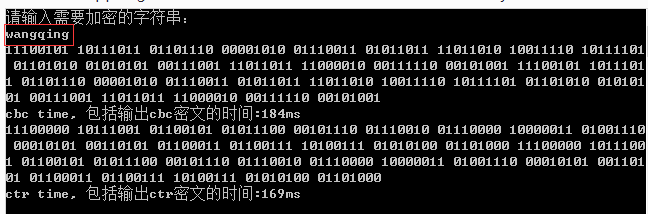 请输入需要加密的字符串:
wangqing
11100101 10111011 01101110 00001010 01110011 01011011 11011010 10011110 10111101
 01101010 01010101 00111001 11011011 11000010 00111110 00101001 11100101 1011101
1 01101110 00001010 01110011 01011011 11011010 10011110 10111101 01101010 010101
01 00111001 11011011 11000010 00111110 00101001
cbc time, 包括输出cbc密文的时间:184ms
11100000 10111001 01100101 01011100 00101110 01110010 01110000 10000011 01001110
 00010101 00110101 01100011 01100111 10100111 01010100 01101000 11100000 1011100
1 01100101 01011100 00101110 01110010 01110000 10000011 01001110 00010101 001101
01 01100011 01100111 10100111 01010100 01101000
ctr time, 包括输出ctr密文的时间:169ms